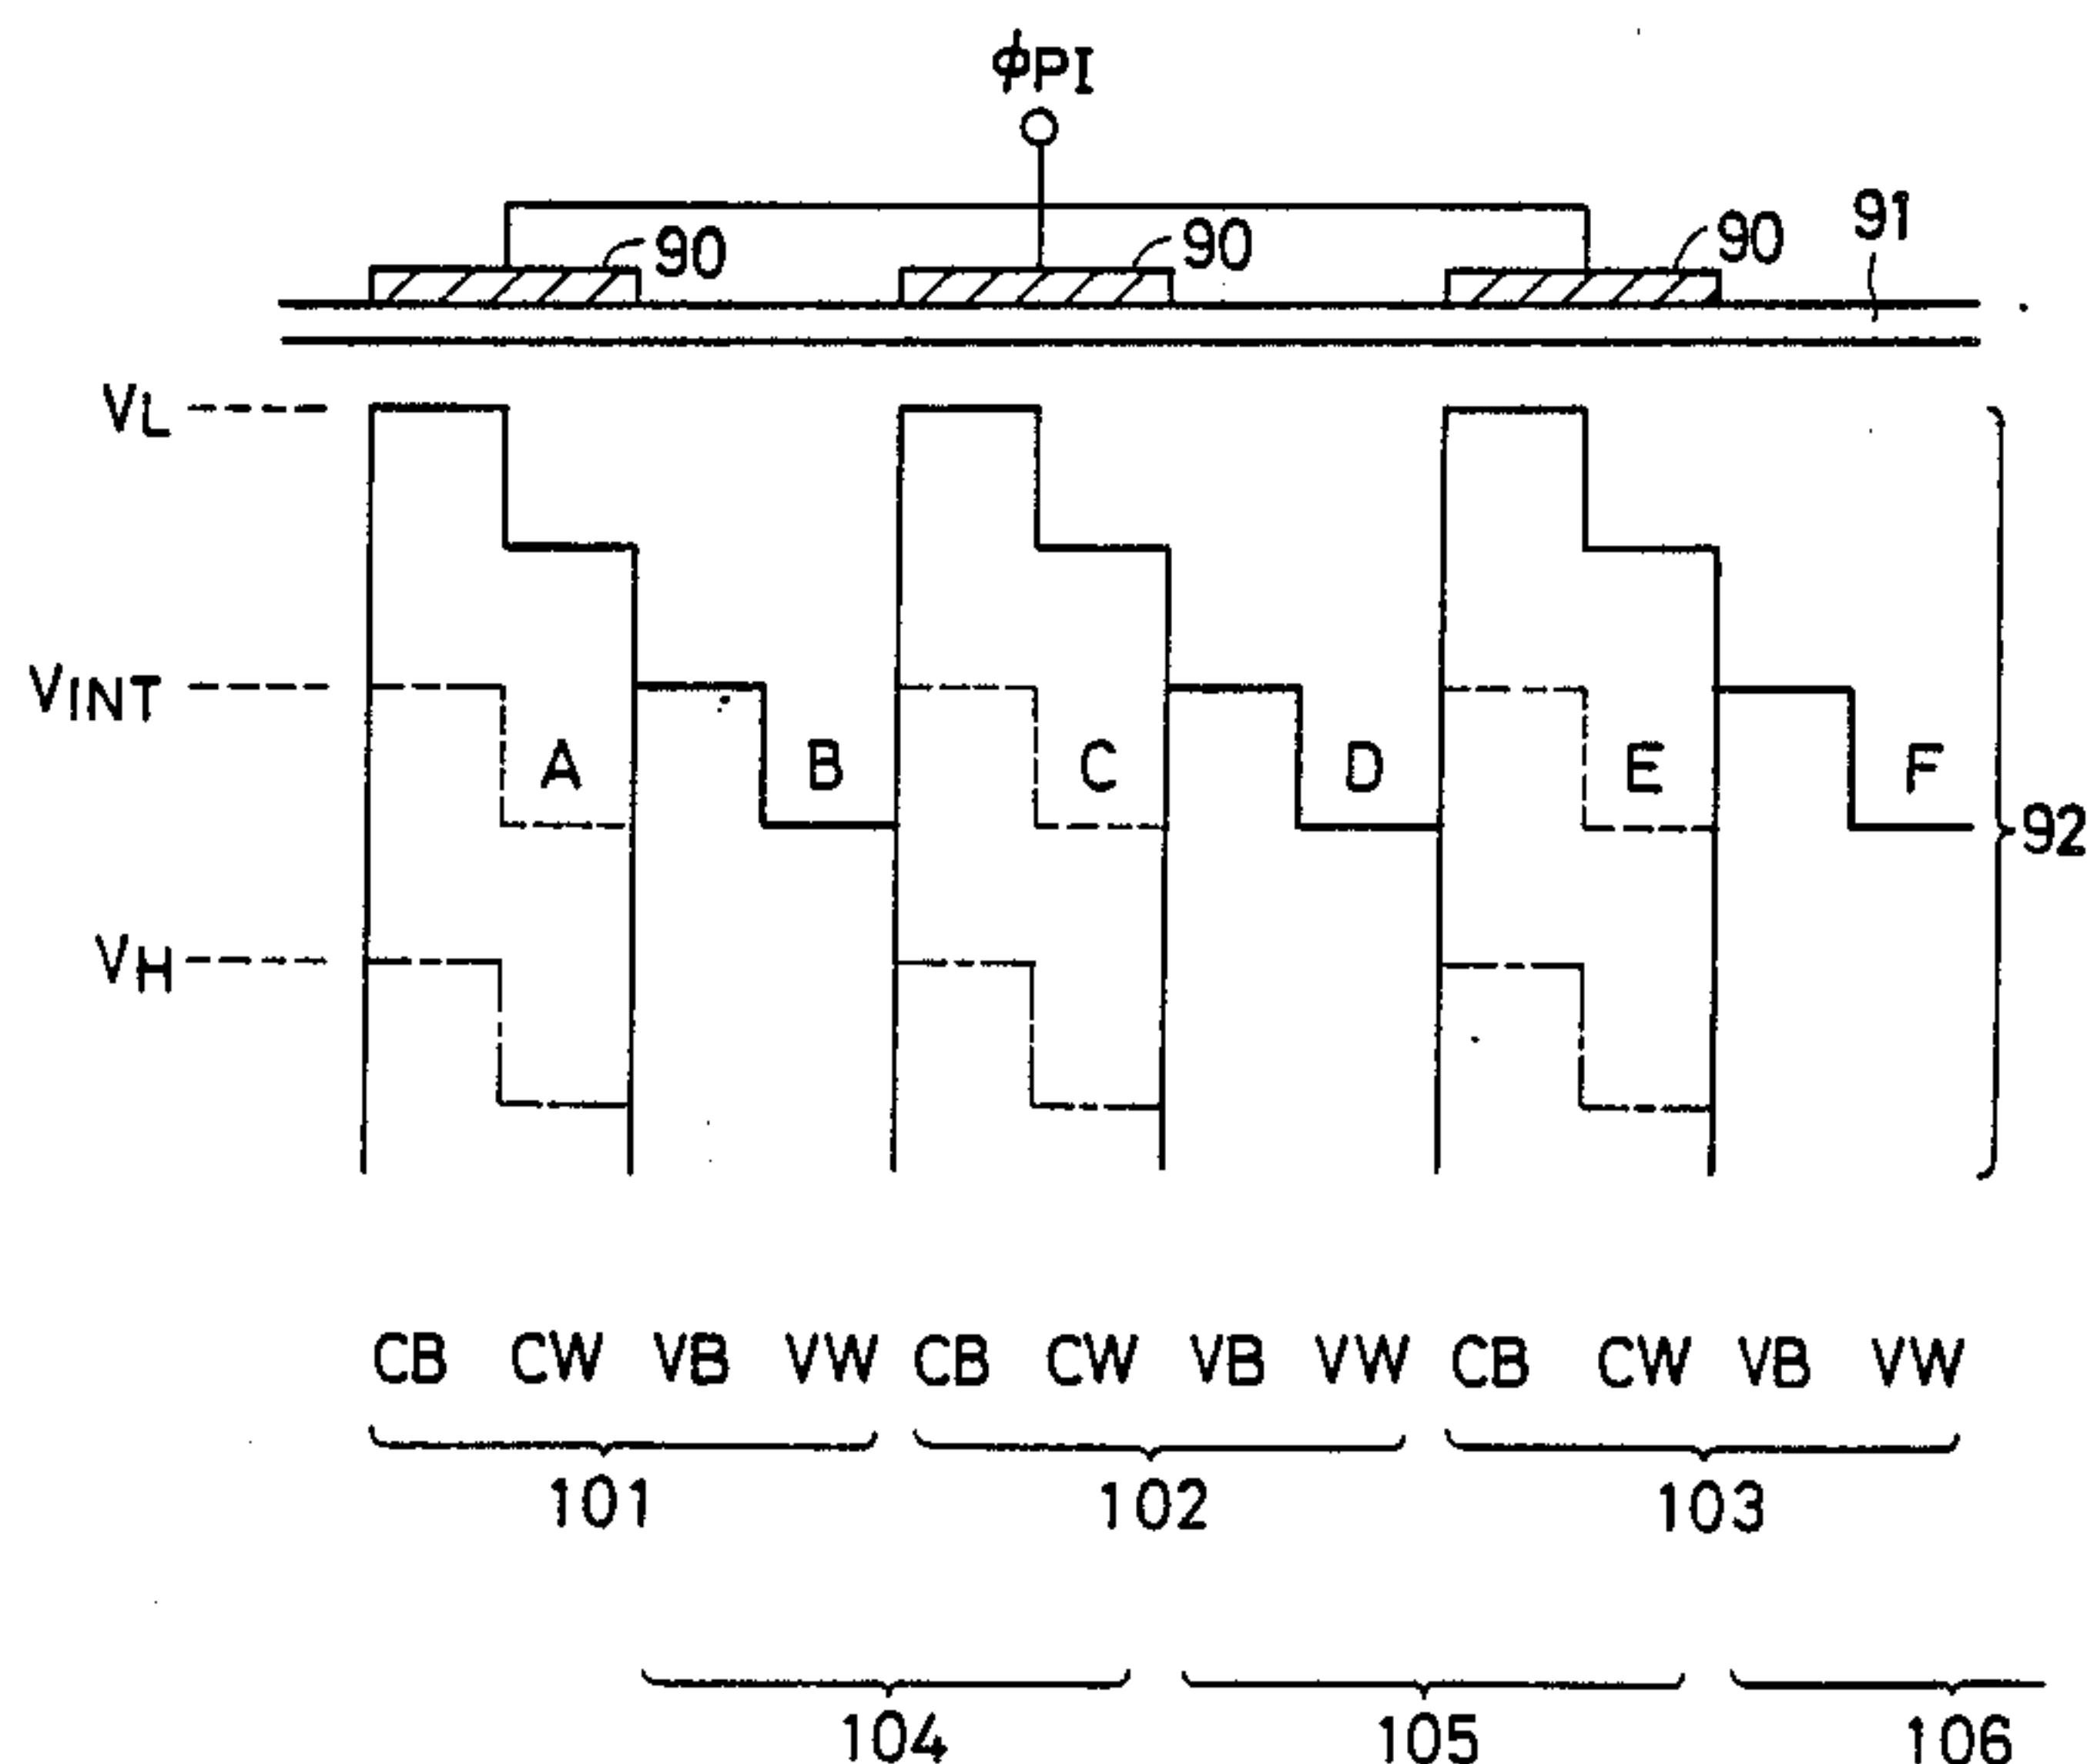 ϕPI
90 90 90 91
VL
VINT
A B C D E F
92
VH
CB CW VB VW CB CW VB VW CB CW VB VW
101 102 103
104 105 106